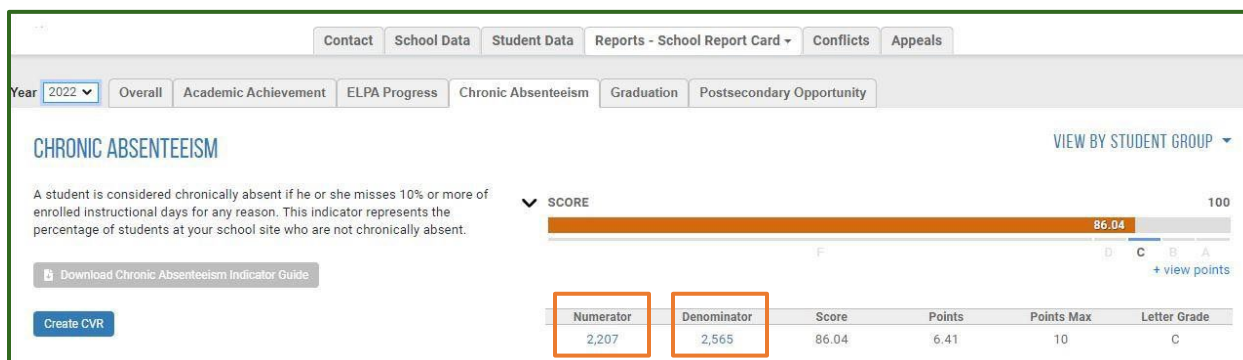 Contact School Data Student Data Reports - School Report Card Conflicts Appeals
Year 2022 Overall Academic Achievement ELPA Progress Chronic Absenteeism Graduation Postsecondary Opportunity
CHRONIC ABSENTEEISM
VIEW BY STUDENT GROUP
A student is considered chronically absent if he or she misses 10% or more of
enrolled instructional days for any reason. This indicator represents the
percentage of students at your school site who are not chronically absent.
Download Chronic Absenteeism Indicator Guide
Create CVR
SCORE 100
86.04
F D C B A
+ view points
Numerator Denominator Score Points Points Max Letter Grade
2,207 2,565 86.04 6.41 10 C